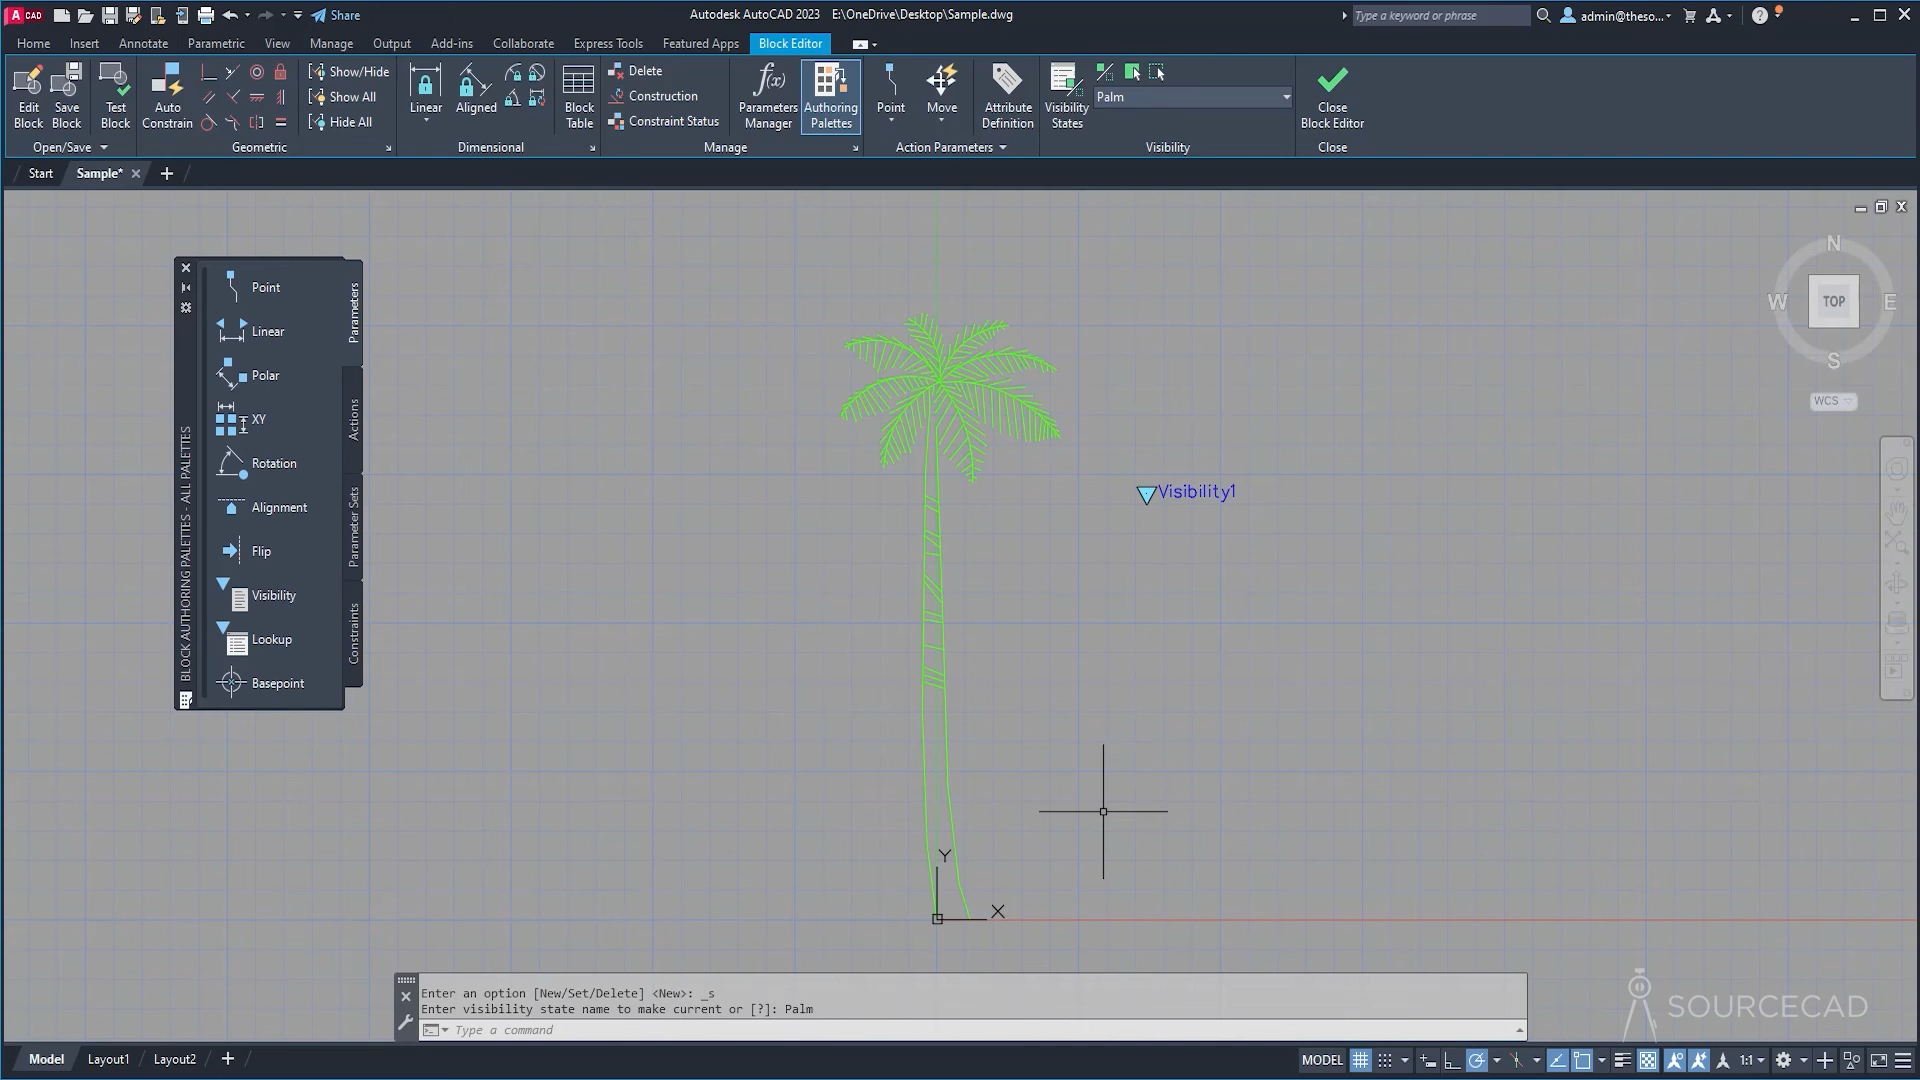 A CAD
Share
Autodesk AutoCAD 2023 E:\OneDrive\Desktop\Sample.dwg
Type a keyword or phrase
admin@theso...
Home Insert Annotate Parametric View Manage Output Add-ins Collaborate Express Tools Featured Apps Block Editor
Edit Block
Save Block
Test Block
Open/Save
Auto Constrain
Show/Hide
Show All
Hide All
Geometric
Linear
Aligned
Dimensional
Block Table
Delete
Construction
Constraint Status
Parameters Manager
Authoring Palettes
Manage
Point
Move
Action Parameters
Attribute Definition
Visibility States
Palm
Visibility
Close Block Editor
Close
Start
Sample*
N
W
TOP
E
S
WCS
BLOCK AUTHORING PALETTES - ALL PALETTES
Point
Linear
Polar
XY
Rotation
Alignment
Flip
Visibility
Lookup
Basepoint
Parameters
Actions
Parameter Sets
Constraints
Visibility1
Y
X
Enter an option [New/Set/Delete] <New>: _s
Enter visibility state name to make current or [?]: Palm
Type a command
SOURCECAD
Model
Layout1
Layout2
MODEL
1:1